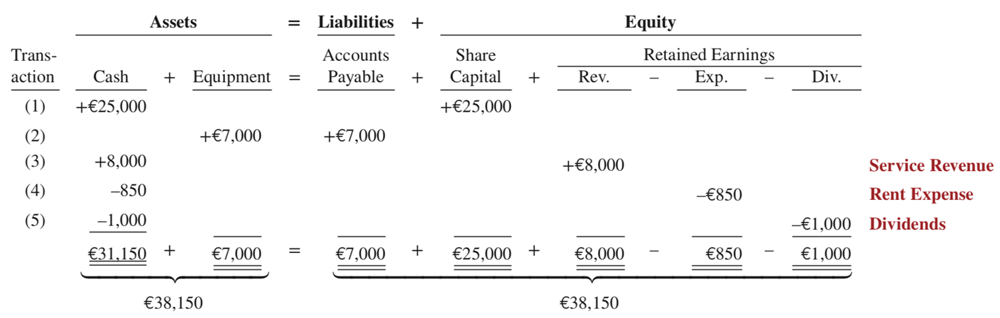 Assets = Liabilities + Equity
Trans- Accounts Share Retained Earnings
action Cash + Equipment = Payable + Capital + Rev. – Exp. – Div.
(1) +€25,000 +€25,000
(2) +€7,000 +€7,000
(3) +8,000 +€8,000 Service Revenue
(4) –850 –€850 Rent Expense
(5) –1,000 –€1,000 Dividends
€31,150 + €7,000 = €7,000 + €25,000 + €8,000 – €850 – €1,000
€38,150 €38,150